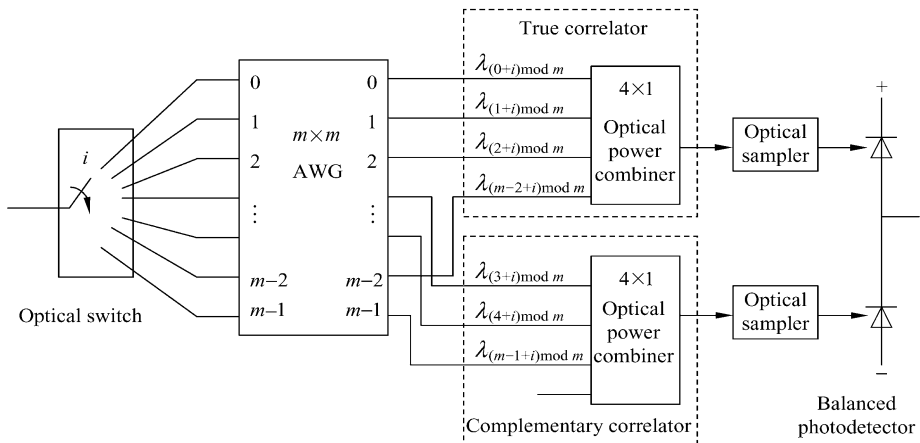 True correlator
λ(0+i)mod m
λ(1+i)mod m
λ(2+i)mod m
λ(m−2+i)mod m
4×1
Optical
power
combiner
Optical
sampler
+
i
Optical switch
0
1
2
⋮
m−2
m−1
m×m
AWG
0
1
2
⋮
m−2
m−1
λ(3+i)mod m
λ(4+i)mod m
λ(m−1+i)mod m
4×1
Optical
power
combiner
Complementary correlator
Optical
sampler
−
Balanced
photodetector